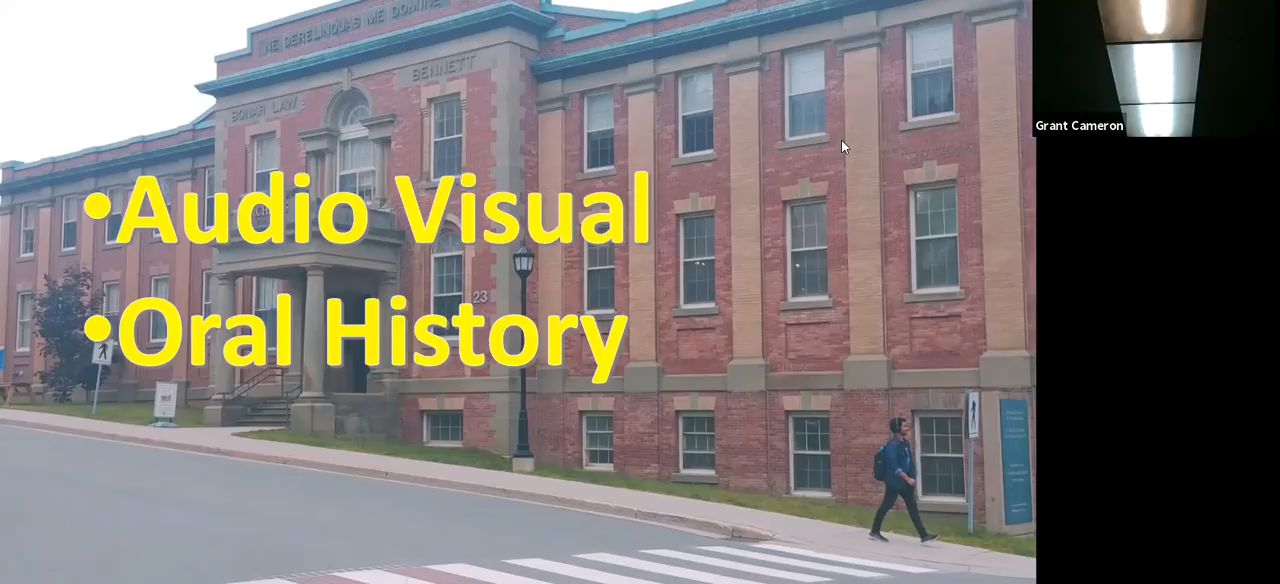 NE DERELINQUAS ME DOMINE
BENNETT
BONAR LAW
•Audio Visual
•Oral History
23
Grant Cameron